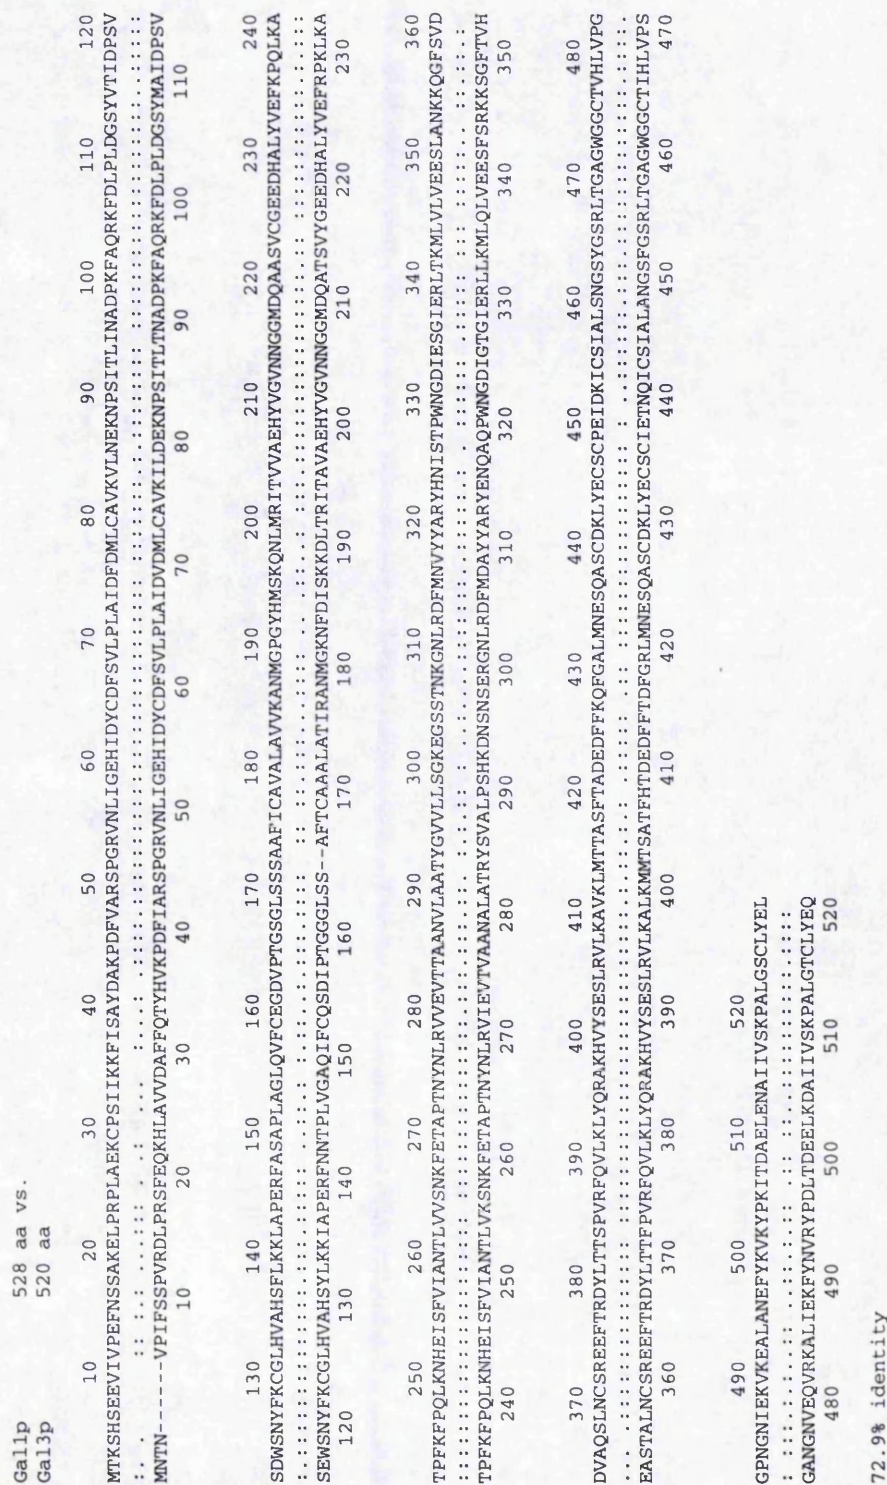 Gal1p 528 aa vs.
Gal3p 520 aa
10 20 30 40 50 60 70 80 90 100 110 120
MTKSHSEEVIVPEFNSSAKELPRPLAEKCPSIIKKFISAYDAKPDFVARSPGRVNLIGEHIDYCDFSVLPLAIDFDMLCAVKVLNEKNPSITLINADPKFAQRKFDLPLDGSYVTIDPSV
MNTN------VPIFSSPVRDLPRSFEQKHLAVVDAFFQTYHVKPDFIARSPGRVNLIGEHIDYCDFSVLPLAIDVDMLCAVKILDEKNPSITLTNADPKFAQRKFDLPLDGSYMAIDPSV
10 20 30 40 50 60 70 80 90 100 110
130 140 150 160 170 180 190 200 210 220 230 240
SDWSNYFKCGLHVAHSFLKKLAPERFASAPLAGLQVFCEGDVPTGSGLSSSAAFICAVALAVVKANMGPGYHMSKQNLMRITVVAEHYVGVNNGGMDQAASVCGEEDHALYVEFKPQLKA
SEWSNYFKCGLHVAHSYLKKIAPERFNNTPLVGAQIFCQSDIPTGGGLSS--AFTCAAALATIRANMGKNFDISKKDLTRITAVAEHYVGVNNGGMDQATSVYGEEDHALYVEFRPKLKA
120 130 140 150 160 170 180 190 200 210 220 230
250 260 270 280 290 300 310 320 330 340 350 360
TPFKFPQLKNHEISFVIANTLVVSNKFETAPTNYNLRVVEVTTAANVLAATYGVVLLSGKEGSSTNKGNLRDFMNVYYARYHNISTPWNGDIESGIERLTKMLVLVEESLANKKQGFSVD
TPFKFPQLKNHEISFVIANTLVKSNKFETAPTNYNLRVIEVTVAANALATRYSVALPSHKDNSNSERGNLRDFMDAYYARYENQAQPWNGDIGTGIERLLKMLQLVEESFSRKKSGFTVH
240 250 260 270 280 290 300 310 320 330 340 350
370 380 390 400 410 420 430 440 450 460 470 480
DVAQSLNCSREEFTRDYLTTSPVRFQVLKLYQRAKHVYSESLRVLKAVKLMTTASFTADEDFFKQFGALMNESQASCDKLYECSCPEIDKICSIALSNGSYGSRLTGAGWGGCTVHLVPG
EASTALNCSREEFTRDYLTTFPVRFQVLKLYQRAKHVYSESLRVLKALKMMTSATFHTDEDFFTDFGRLMNESQASCDKLYECSCIETNQICSIALANGSFGSRLTGAGWGGCTIHLVPS
360 370 380 390 400 410 420 430 440 450 460 470
490 500 510 520
GPNGNIEKVKEALANEFYKVKYPKITDAELENAIIVSKPALGSCLYEL
GANGNVEQVRKALIEKFYNVRYPDLTDEELKDAIIVSKPALGTCLYEQ
480 490 500 510 520
72.9% identity